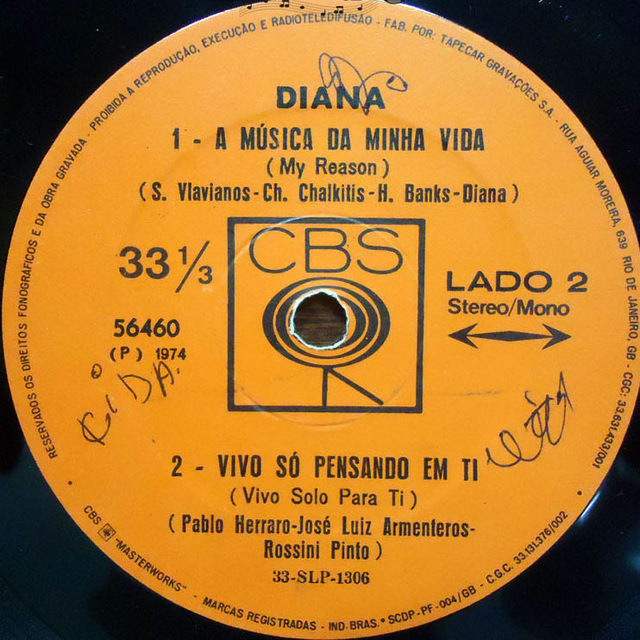 RESERVADOS OS DIREITOS FONOGRÁFICOS E DA OBRA GRAVADA - PROIBIDA A REPRODUÇÃO, EXECUÇÃO E RADIOTELEDIFUSÃO - FAB. POR: TAPECAR GRAVAÇÕES S.A. - RUA AGUIAR MOREIRA, 639 RIO DE JANEIRO, GB - CGC: 33.631.433/001
DIANA
1 - A MÚSICA DA MINHA VIDA
( My Reason )
( S. Vlavianos-Ch. Chalkitis-H. Banks-Diana )
33 1/3
CBS
LADO 2
Stereo/Mono
56460
( P ) 1974
2 - VIVO SÓ PENSANDO EM TI
( Vivo Solo Para Ti )
( Pablo Herraro-José Luiz Armenteros-
Rossini Pinto )
33-SLP-1306
CBS "MASTERWORKS" - MARCAS REGISTRADAS - IND. BRAS.* SCDP-PF-004/GB - C.G.C. 33.131.376/002